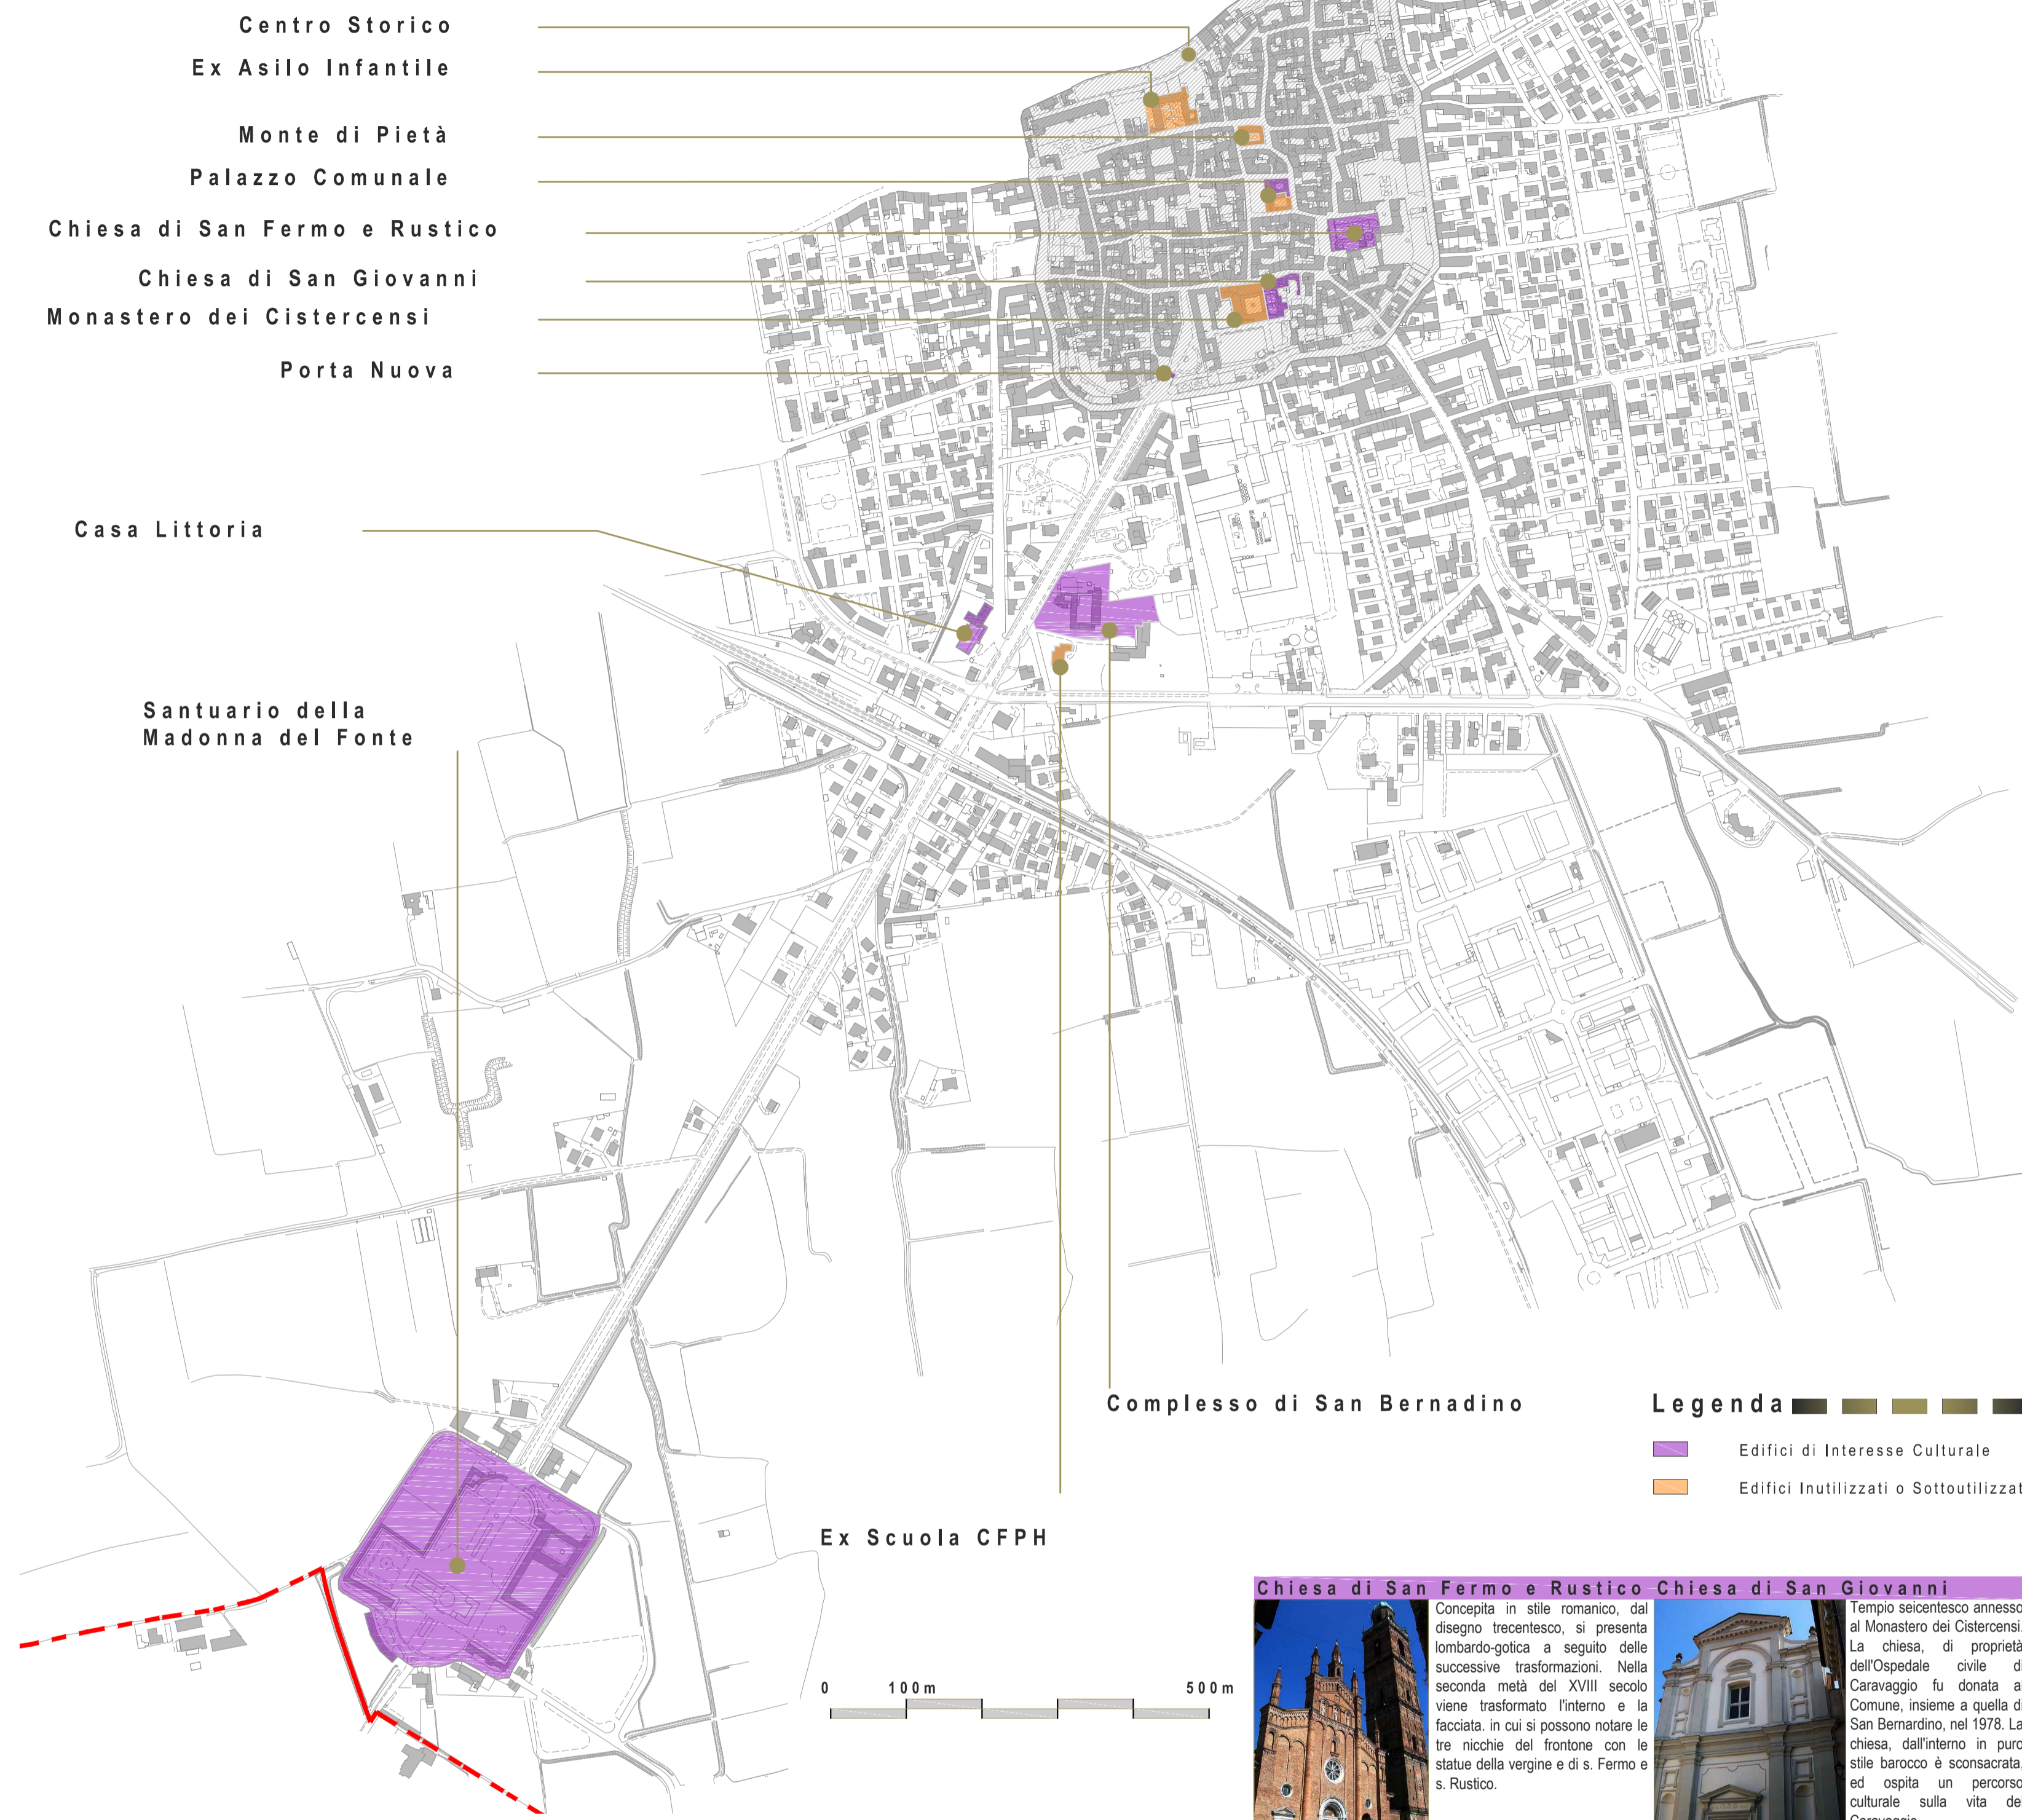 Centro Storico
Ex Asilo Infantile
Monte di Pietà
Palazzo Comunale
Chiesa di San Fermo e Rustico
Chiesa di San Giovanni
Monastero dei Cistercensi
Porta Nuova
Casa Littoria
Santuario della
Madonna del Fonte
Complesso di San Bernadino
Legenda
Edifici di Interesse Culturale
Edifici Inutilizzati o Sottoutilizzat
Ex Scuola CFPH
0 100m 500m
Chiesa di San Fermo e Rustico
Concepita in stile romanico, dal
disegno trecentesco, si presenta
lombardo-gotica a seguito delle
successive trasformazioni. Nella
seconda metà del XVIII secolo
viene trasformato l'interno e la
facciata. in cui si possono notare le
tre nicchie del frontone con le
statue della vergine e di s. Fermo e
s. Rustico.
Chiesa di San Giovanni
Tempio seicentesco annesso
al Monastero dei Cistercensi.
La chiesa, di proprietà
dell'Ospedale civile di
Caravaggio fu donata al
Comune, insieme a quella di
San Bernardino, nel 1978. La
chiesa, dall'interno in puro
stile barocco è sconsacrata,
ed ospita un percorso
culturale sulla vita del
Caravaggio